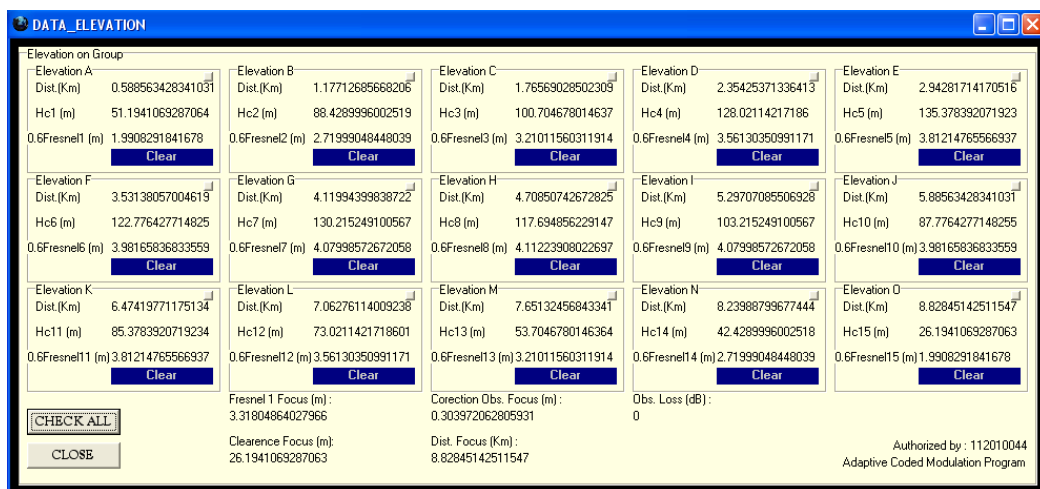 DATA_ELEVATION
Elevation on Group
Elevation A
Dist.(Km) 0.588563428341031
Hc1 (m) 51.1941069287064
0.6Fresnel1 (m) 1.9908291841678
Clear
Elevation B
Dist.(Km) 1.17712685668206
Hc2 (m) 88.4289996002519
0.6Fresnel2 (m) 2.71999048448039
Clear
Elevation C
Dist.(Km) 1.76569028502309
Hc3 (m) 100.704678014637
0.6Fresnel3 (m) 3.21011560311914
Clear
Elevation D
Dist.(Km) 2.35425371336413
Hc4 (m) 128.02114217186
0.6Fresnel4 (m) 3.56130350991171
Clear
Elevation E
Dist.(Km) 2.94281714170516
Hc5 (m) 135.378392071923
0.6Fresnel5 (m) 3.81214765566937
Clear
Elevation F
Dist.(Km) 3.53138057004619
Hc6 (m) 122.776427714825
0.6Fresnel6 (m) 3.98165836833559
Clear
Elevation G
Dist.(Km) 4.11994399838722
Hc7 (m) 130.215249100567
0.6Fresnel7 (m) 4.07998572672058
Clear
Elevation H
Dist.(Km) 4.70850742672825
Hc8 (m) 117.694856229147
0.6Fresnel8 (m) 4.11223908022697
Clear
Elevation I
Dist.(Km) 5.29707085506928
Hc9 (m) 103.215249100567
0.6Fresnel9 (m) 4.07998572672058
Clear
Elevation J
Dist.(Km) 5.88563428341031
Hc10 (m) 87.7764277148255
0.6Fresnel10 (m) 3.98165836833559
Clear
Elevation K
Dist.(Km) 6.47419771175134
Hc11 (m) 85.3783920719234
0.6Fresnel11 (m) 3.81214765566937
Clear
Elevation L
Dist.(Km) 7.06276114009238
Hc12 (m) 73.0211421718601
0.6Fresnel12 (m) 3.56130350991171
Clear
Elevation M
Dist.(Km) 7.65132456843341
Hc13 (m) 53.7046780146364
0.6Fresnel13 (m) 3.21011560311914
Clear
Elevation N
Dist.(Km) 8.23988799677444
Hc14 (m) 42.4289996002518
0.6Fresnel14 (m) 2.71999048448039
Clear
Elevation O
Dist.(Km) 8.82845142511547
Hc15 (m) 26.1941069287063
0.6Fresnel15 (m) 1.9908291841678
Clear
CHECK ALL
CLOSE
Fresnel 1 Focus (m) :
3.31804864027966
Clearence Focus (m):
26.1941069287063
Corection Obs. Focus (m) :
0.303972062805931
Dist. Focus (Km) :
8.82845142511547
Obs. Loss (dB) :
0
Authorized by : 112010044
Adaptive Coded Modulation Program